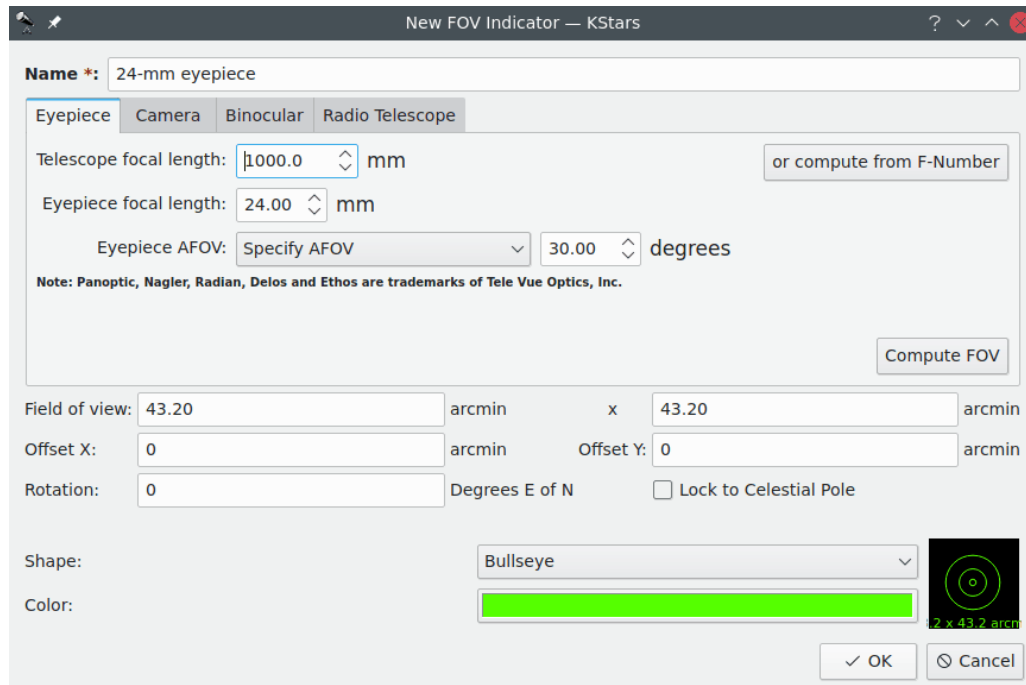 New FOV Indicator — KStars
Name *: 24-mm eyepiece
Eyepiece Camera Binocular Radio Telescope
Telescope focal length: 1000.0 mm or compute from F-Number
Eyepiece focal length: 24.00 mm
Eyepiece AFOV: Specify AFOV 30.00 degrees
Note: Panoptic, Nagler, Radian, Delos and Ethos are trademarks of Tele Vue Optics, Inc.
Compute FOV
Field of view: 43.20 arcmin x 43.20 arcmin
Offset X: 0 arcmin Offset Y: 0 arcmin
Rotation: 0 Degrees E of N Lock to Celestial Pole
Shape: Bullseye
Color:
.2 x 43.2 arcm
OK Cancel